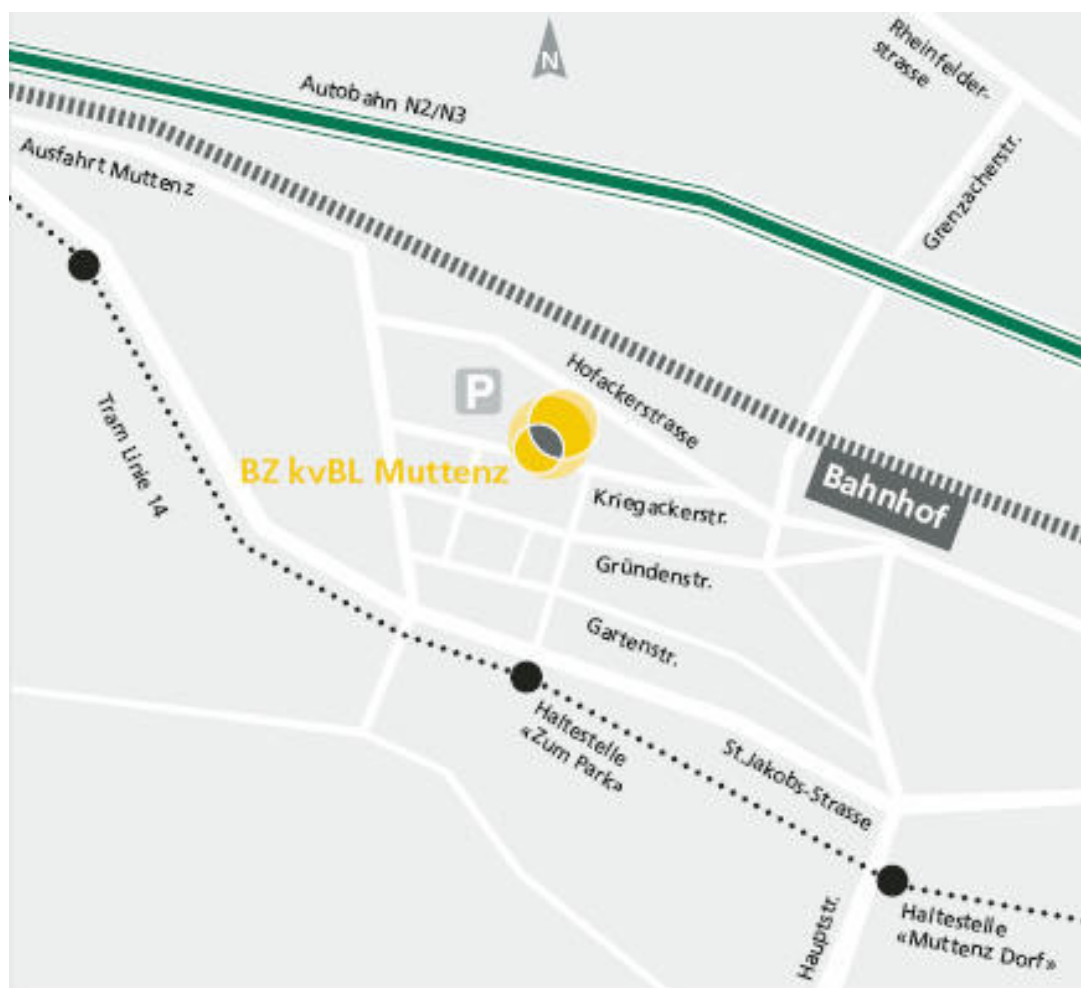 N
Rheinfelder-
strasse
Autobahn N2/N3
Ausfahrt Muttenz
Grenzacherstr.
Hofackerstrasse
P
BZ kvBL Muttenz
Tram Linie 14
Bahnhof
Kriegackerstr.
Gründenstr.
Gartenstr.
Haltestelle
«Zum Park»
St.Jakobs-Strasse
Hauptstr.
Haltestelle
«Muttenz Dorf»